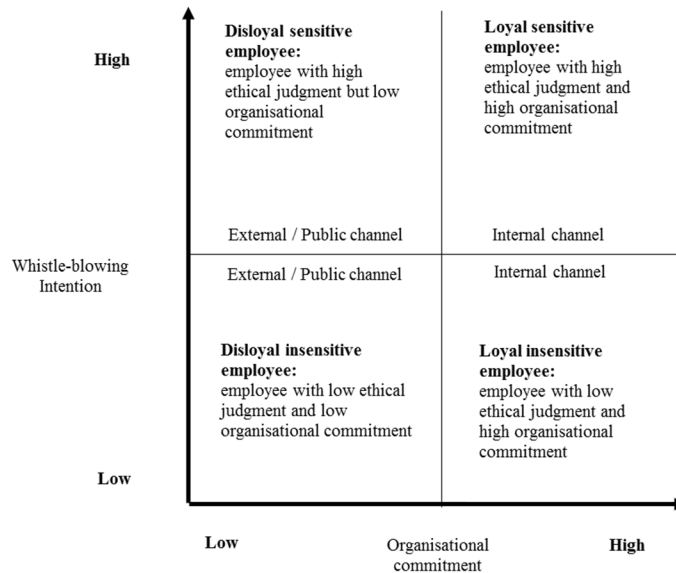 High
Disloyal sensitive
employee:
employee with high
ethical judgment but low
organisational
commitment
Loyal sensitive
employee:
employee with high
ethical judgment and
high organisational
commitment
External / Public channel
Internal channel
Whistle-blowing
Intention
External / Public channel
Internal channel
Disloyal insensitive
employee:
employee with low ethical
judgment and low
organisational commitment
Loyal insensitive
employee:
employee with low
ethical judgment and
high organisational
commitment
Low
Low
Organisational
commitment
High